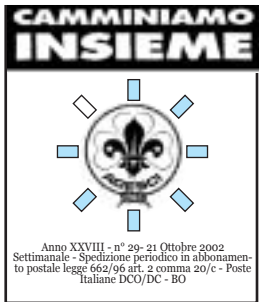 CAMMINIAMO
INSIEME
AGESCI
Anno XXVIII - n° 29- 21 Ottobre 2002
Settimanale - Spedizione periodico in abbonamen-
to postale legge 662/96 art. 2 comma 20/c - Poste
Italiane DCO/DC - BO